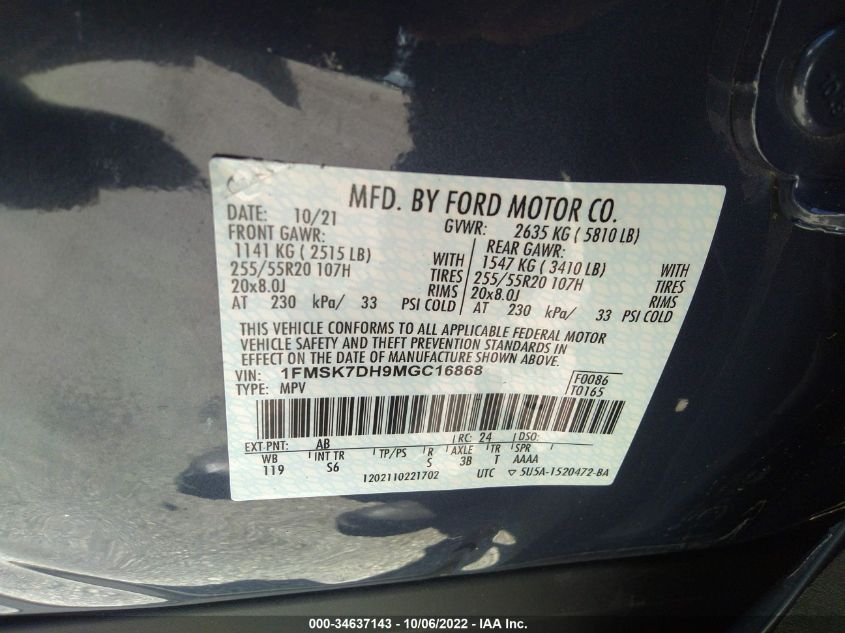 MFD. BY FORD MOTOR CO.
DATE: 10/21 GVWR: 2635 KG ( 5810 LB)
FRONT GAWR: REAR GAWR:
1141 KG ( 2515 LB) WITH 1547 KG ( 3410 LB) WITH
255/55R20 107H TIRES 255/55R20 107H TIRES
20x8.0J RIMS 20x8.0J RIMS
AT 230 kPa/ 33 PSI COLD AT 230 kPa/ 33 PSI COLD
THIS VEHICLE CONFORMS TO ALL APPLICABLE FEDERAL MOTOR
VEHICLE SAFETY AND THEFT PREVENTION STANDARDS IN
EFFECT ON THE DATE OF MANUFACTURE SHOWN ABOVE.
VIN: 1FMSK7DH9MGC16868 F0086
TYPE: MPV T0165
EXT PNT: AB RC: 24 DSO:
WB INT TR TP/PS R AXLE TR SPR
119 S6 S 3B T AAAA
1202110221702 UTC 5U5A-1520472-BA
000-34637143 - 10/06/2022 - IAA Inc.